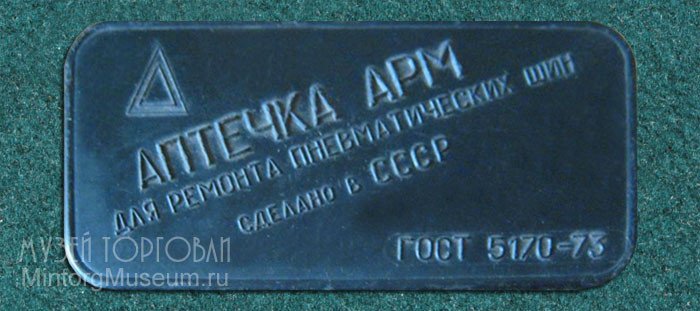 АПТЕЧКА АРМ
ДЛЯ РЕМОНТА ПНЕВМАТИЧЕСКИХ ШИН
СДЕЛАНО В СССР
ГОСТ 5170-73
МУЗЕЙ ТОРГОВЛИ
MintorgMuseum.ru